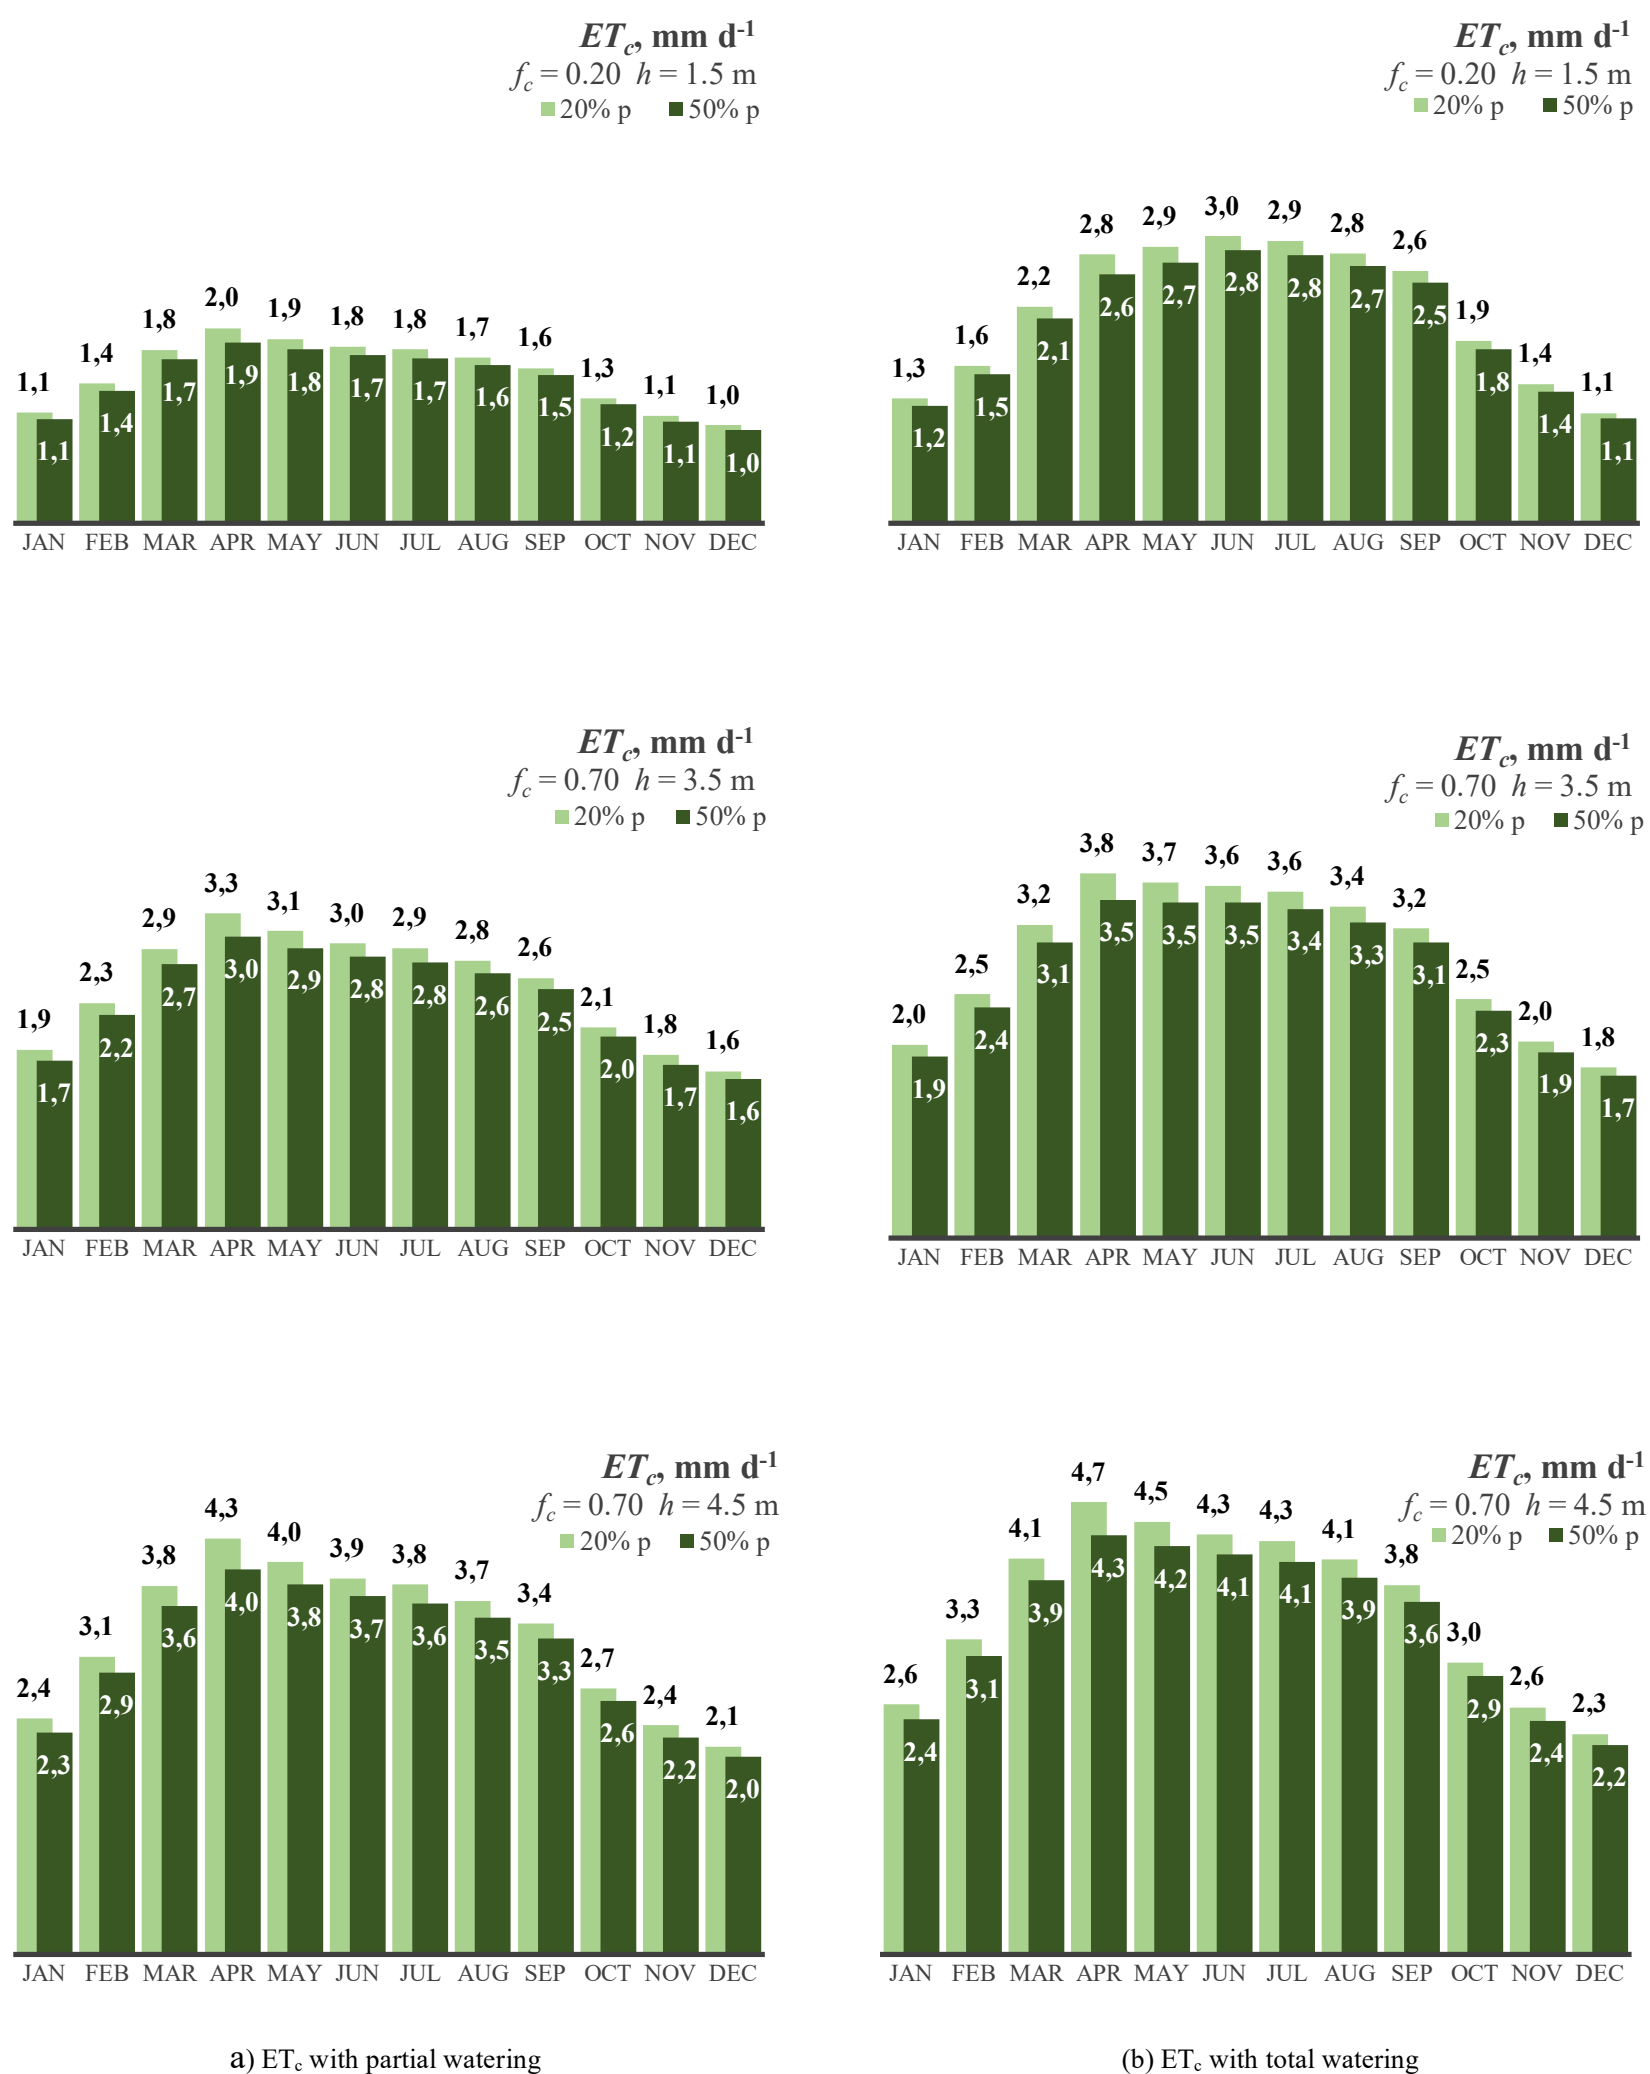 ETc, mm d-1
fc = 0.20 h = 1.5 m
20% p 50% p
1,1 1,4 1,8 2,0 1,9 1,8 1,8 1,7 1,6 1,3 1,1 1,0
1,1 1,4 1,7 1,9 1,8 1,7 1,7 1,6 1,5 1,2 1,1 1,0
JAN FEB MAR APR MAY JUN JUL AUG SEP OCT NOV DEC
ETc, mm d-1
fc = 0.20 h = 1.5 m
20% p 50% p
1,3 1,6 2,2 2,8 2,9 3,0 2,9 2,8 2,6 1,9 1,4 1,1
1,2 1,5 2,1 2,6 2,7 2,8 2,8 2,7 2,5 1,8 1,4 1,1
JAN FEB MAR APR MAY JUN JUL AUG SEP OCT NOV DEC
ETc, mm d-1
fc = 0.70 h = 3.5 m
20% p 50% p
1,9 2,3 2,9 3,3 3,1 3,0 2,9 2,8 2,6 2,1 1,8 1,6
1,7 2,2 2,7 3,0 2,9 2,8 2,8 2,6 2,5 2,0 1,7 1,6
JAN FEB MAR APR MAY JUN JUL AUG SEP OCT NOV DEC
ETc, mm d-1
fc = 0.70 h = 3.5 m
20% p 50% p
2,0 2,5 3,2 3,8 3,7 3,6 3,6 3,4 3,2 2,5 2,0 1,8
1,9 2,4 3,1 3,5 3,5 3,5 3,4 3,3 3,1 2,3 1,9 1,7
JAN FEB MAR APR MAY JUN JUL AUG SEP OCT NOV DEC
ETc, mm d-1
fc = 0.70 h = 4.5 m
20% p 50% p
2,4 3,1 3,8 4,3 4,0 3,9 3,8 3,7 3,4 2,7 2,4 2,1
2,3 2,9 3,6 4,0 3,8 3,7 3,6 3,5 3,3 2,6 2,2 2,0
JAN FEB MAR APR MAY JUN JUL AUG SEP OCT NOV DEC
ETc, mm d-1
fc = 0.70 h = 4.5 m
20% p 50% p
2,6 3,3 4,1 4,7 4,5 4,3 4,3 4,1 3,8 3,0 2,6 2,3
2,4 3,1 3,9 4,3 4,2 4,1 4,1 3,9 3,6 2,9 2,4 2,2
JAN FEB MAR APR MAY JUN JUL AUG SEP OCT NOV DEC
a) ETc with partial watering
(b) ETc with total watering